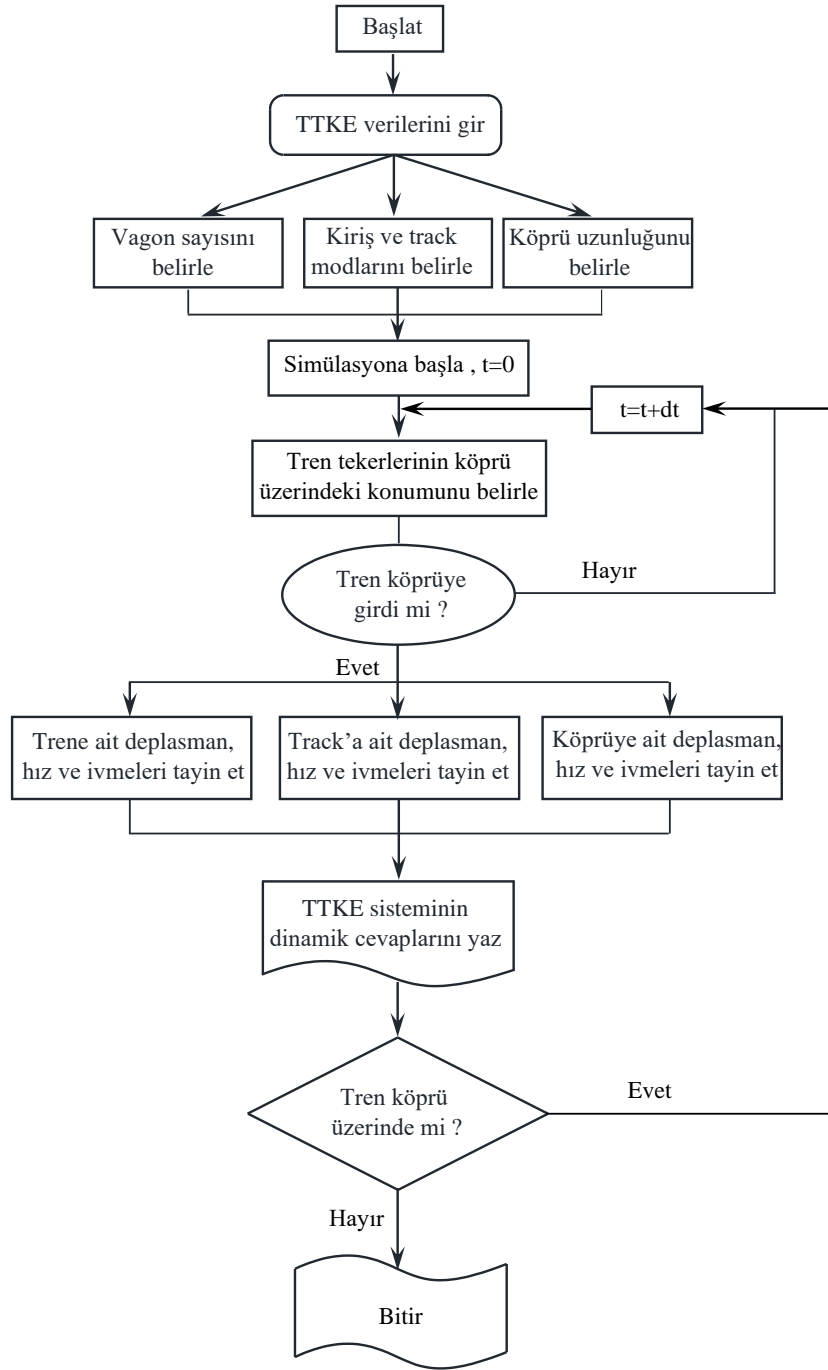 Başlat
TTKE verilerini gir
Vagon sayısını
belirle
Kiriş ve track
modlarını belirle
Köprü uzunluğunu
belirle
Simülasyona başla , t=0
t=t+dt
Tren tekerlerinin köprü
üzerindeki konumunu belirle
Tren köprüye
girdi mi ?
Hayır
Evet
Trene ait deplasman,
hız ve ivmeleri tayin et
Track’a ait deplasman,
hız ve ivmeleri tayin et
Köprüye ait deplasman,
hız ve ivmeleri tayin et
TTKE sisteminin
dinamik cevaplarını yaz
Tren köprü
üzerinde mi ?
Evet
Hayır
Bitir